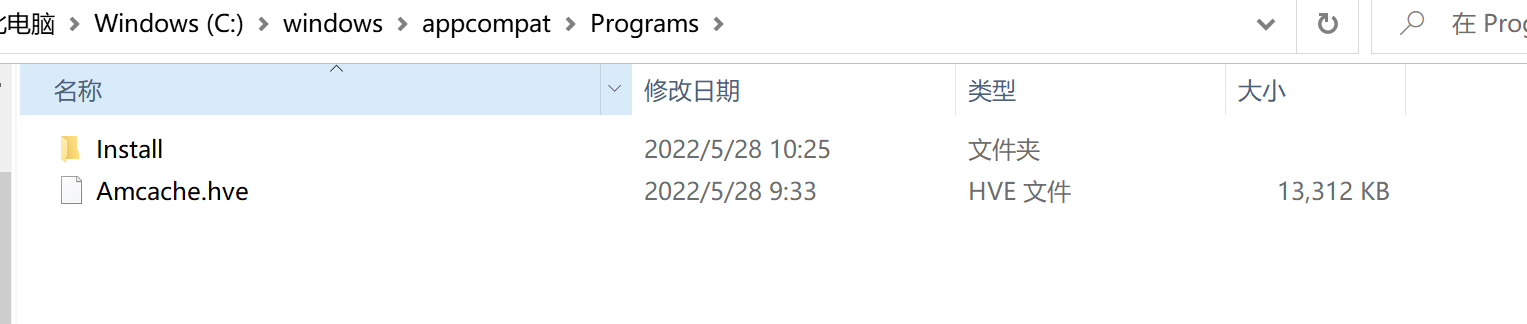 电脑 Windows (C:) windows appcompat Programs 在 Prog
名称 修改日期 类型 大小
Install 2022/5/28 10:25 文件夹
Amcache.hve 2022/5/28 9:33 HVE 文件 13,312 KB